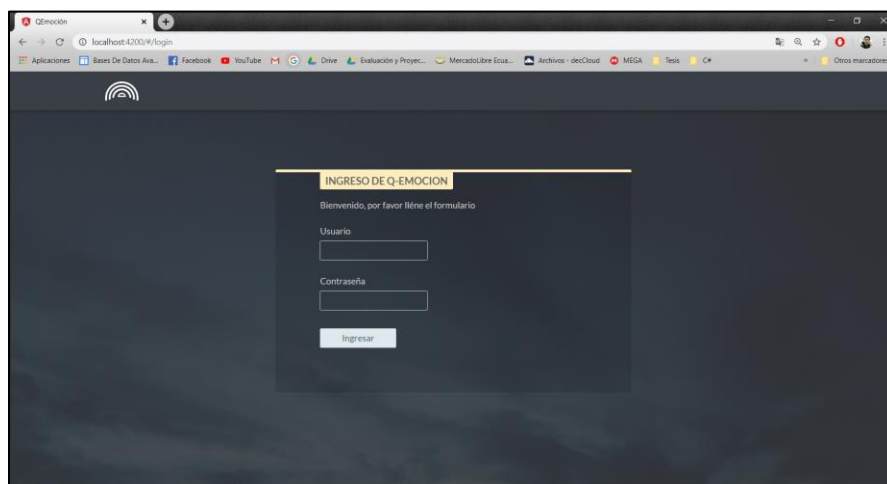 QEmoción
localhost:4200/#/login
Aplicaciones Bases De Datos Ava... Facebook YouTube Drive Evaluación y Proyec... MercadoLibre Ecua... Archivos - decCloud MEGA Tesis C# » Otros marcadores
INGRESO DE Q-EMOCION
Bienvenido, por favor lléne el formulario
Usuario
Contraseña
Ingresar